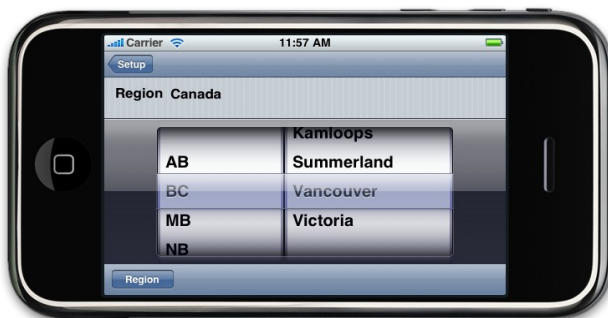 Carrier 11:57 AM
Setup
Region Canada
Kamloops
AB Summerland
BC Vancouver
MB Victoria
NB
Region